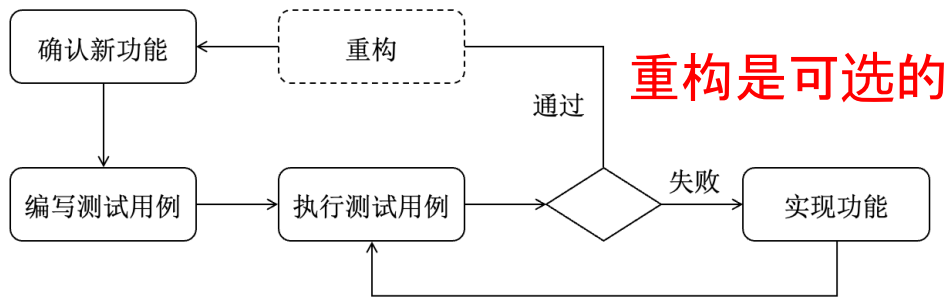 确认新功能
重构
重构是可选的
通过
编写测试用例
执行测试用例
失败
实现功能